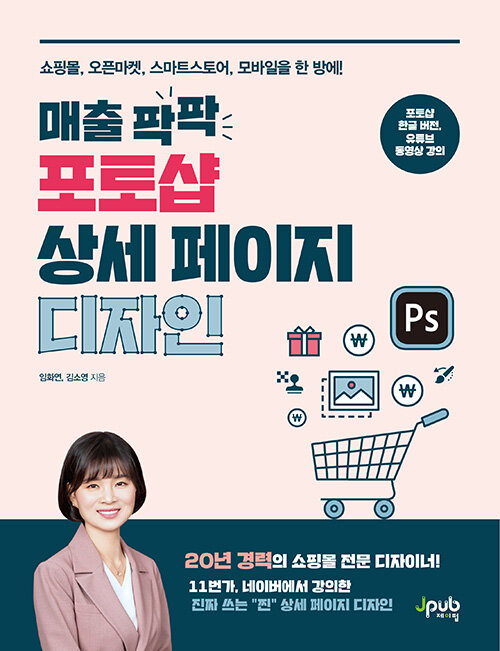 쇼핑몰, 오픈마켓, 스마트스토어, 모바일을 한 방에!
매출 팍팍
포토샵
상세 페이지
디자인
임화연, 김소영 지음
포토샵
한글 버전,
유튜브
동영상 강의
Ps
₩
₩
₩
20년 경력의 쇼핑몰 전문 디자이너!
11번가, 네이버에서 강의한
진짜 쓰는 "찐" 상세 페이지 디자인
Jpub
제이펍